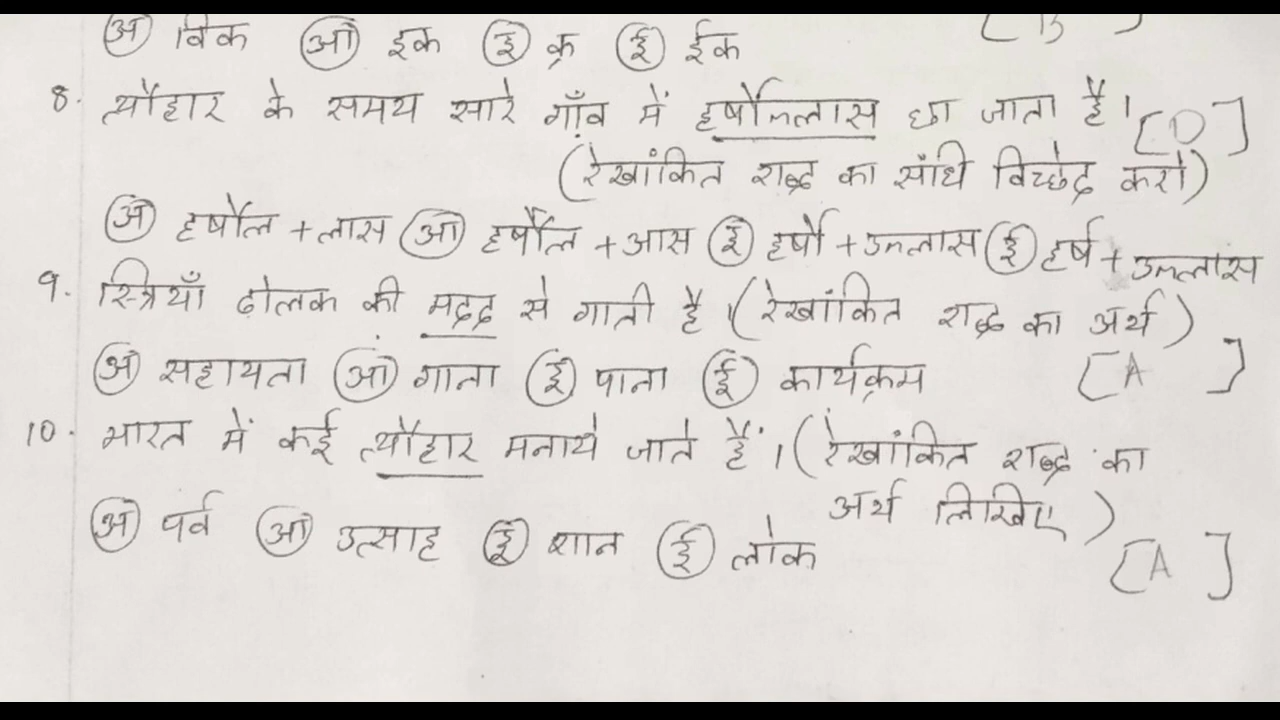 अ विक आ इक इ क्र ई ईक [B]
8. त्यौहार के समय सारे गाँव में हर्षोल्लास छा जाता है। [D]
(रेखांकित शब्द का संधि विच्छेद करो)
अ हर्षोल + लास आ हर्षोल + आस इ हर्षो + उल्लास ई हर्ष + उल्लास
9. स्त्रियाँ ढोलक की मदद से गाती है। (रेखांकित शब्द का अर्थ)
अ सहायता आ गाना इ पाना ई कार्यक्रम [A]
10. भारत में कई त्यौहार मनाये जाते हैं। (रेखांकित शब्द का
अर्थ लिखिए)
अ पर्व आ उत्साह इ शान ई लोक [A]